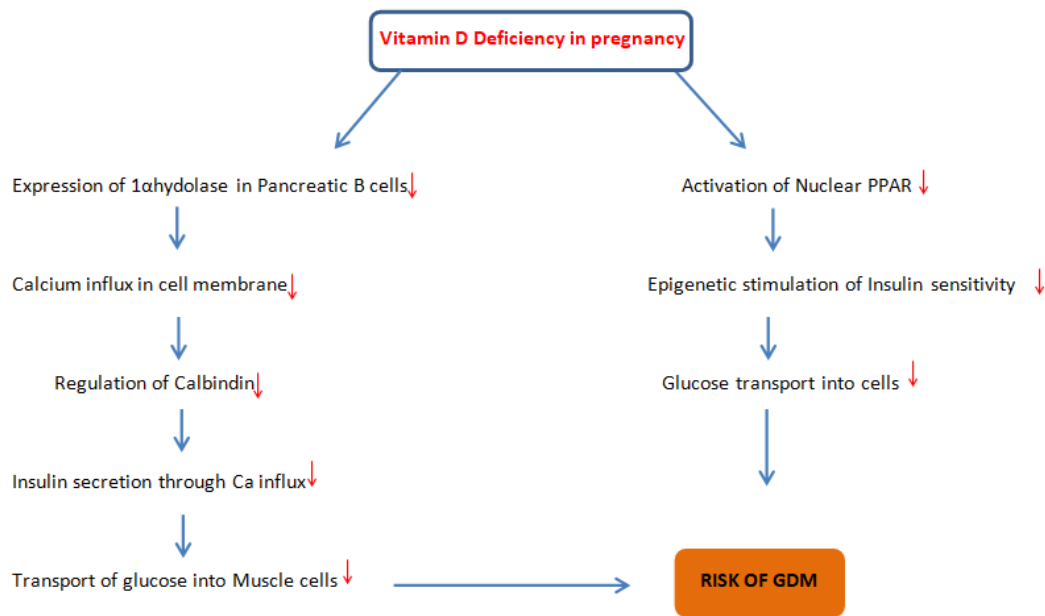 Vitamin D Deficiency in pregnancy
Expression of 1αhydolase in Pancreatic B cells↓
Activation of Nuclear PPAR ↓
Calcium influx in cell membrane↓
Epigenetic stimulation of Insulin sensitivity ↓
Regulation of Calbindin↓
Glucose transport into cells ↓
Insulin secretion through Ca influx↓
Transport of glucose into Muscle cells ↓
RISK OF GDM